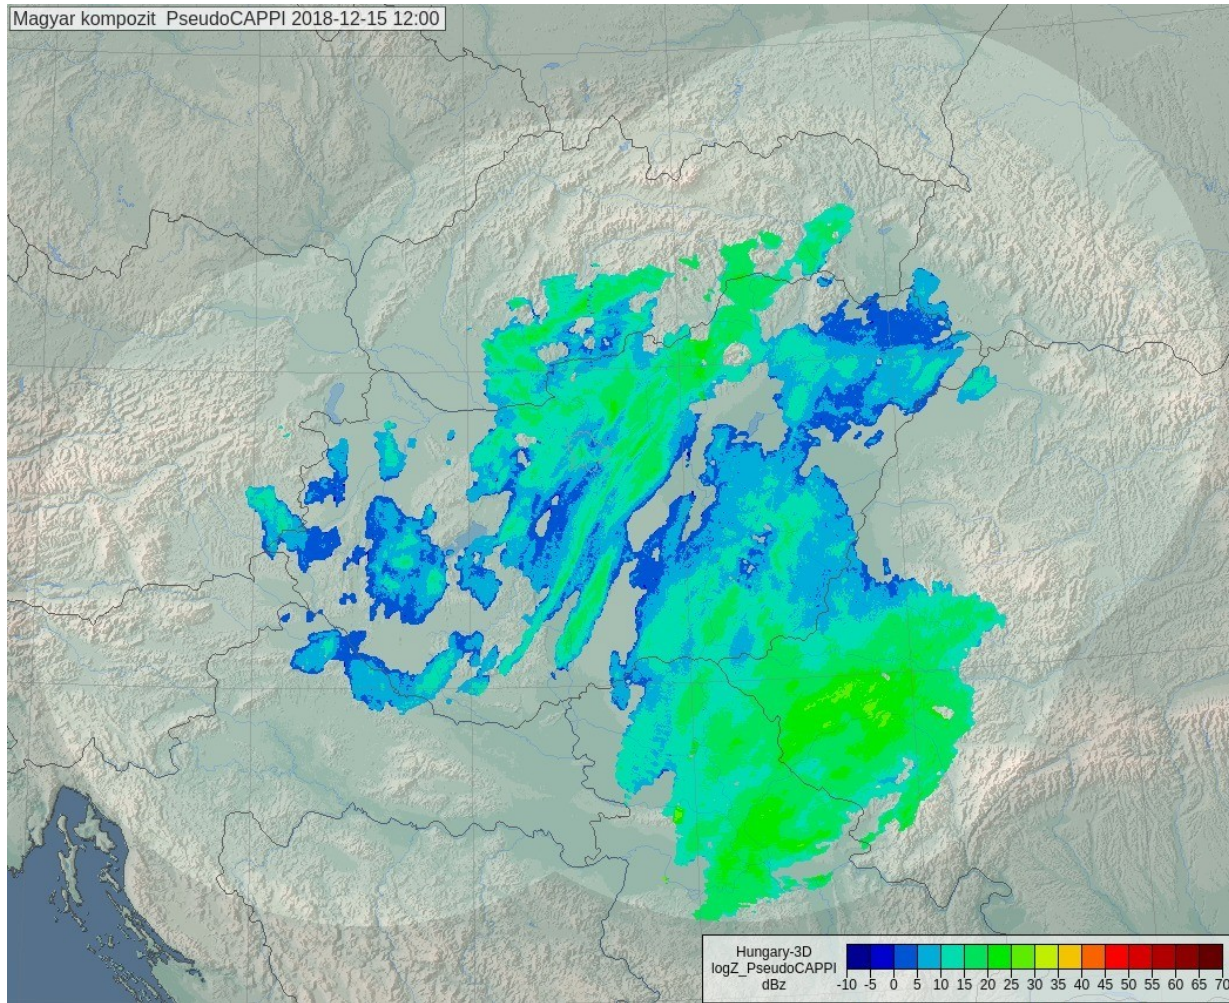 Magyar kompozit PseudoCAPPI 2018-12-15 12:00
Hungary-3D
logZ_PseudoCAPPI
dBz
-10 -5 0 5 10 15 20 25 30 35 40 45 50 55 60 65 70